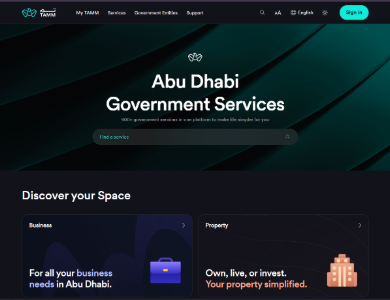 تم
TAMM
My TAMM
Services
Government Entities
Support
AA
English
Sign in
Abu Dhabi
Government Services
900+ government services in one platform to make life simpler for you
Find a service
Discover your Space
Business
For all your business
needs in Abu Dhabi.
Property
Own, live, or invest.
Your property simplified.